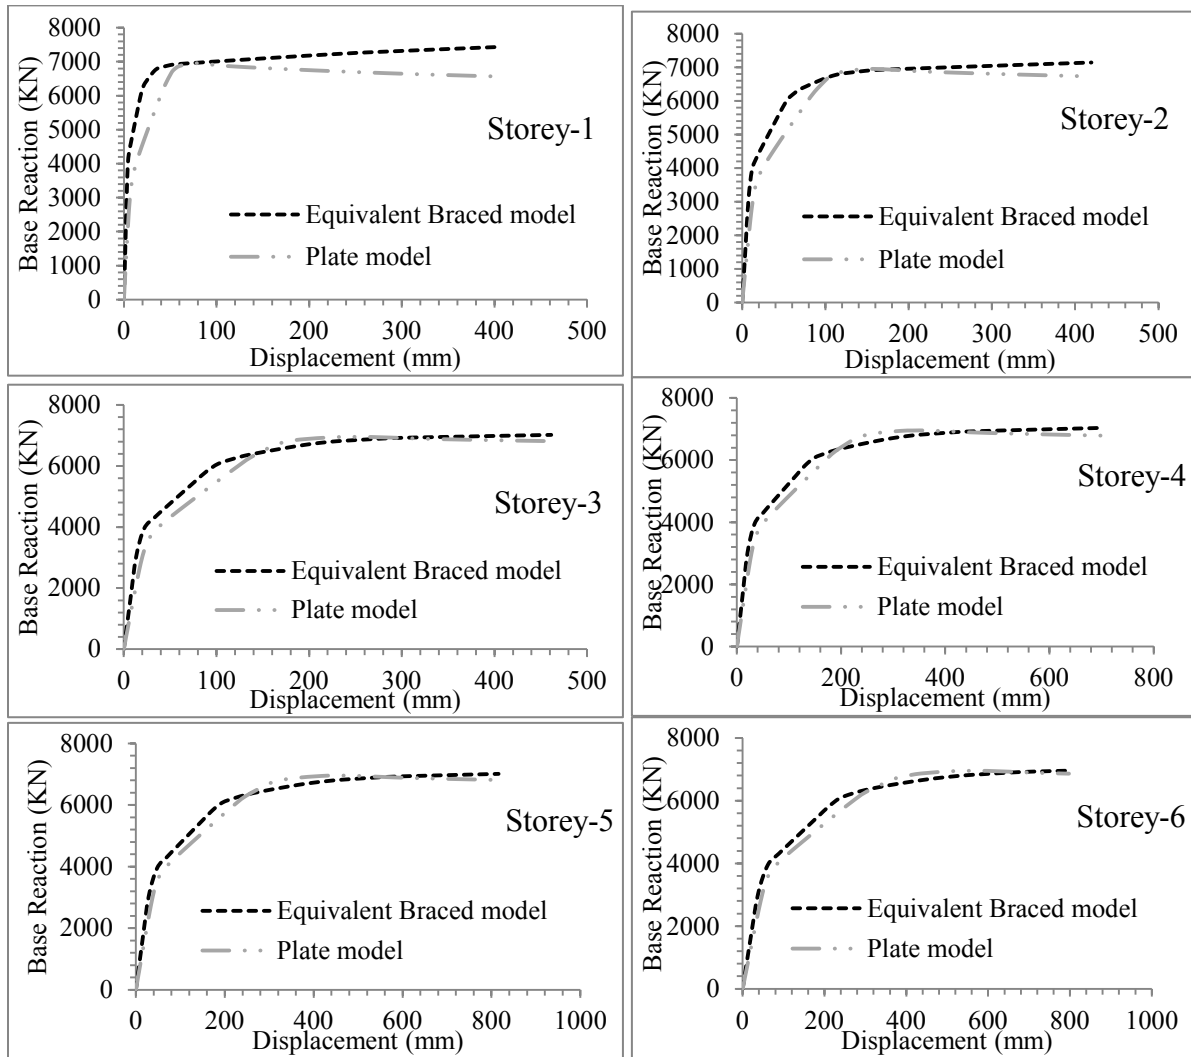 8000
7000
6000
5000
4000
3000
2000
1000
0
Base Reaction (KN)
Storey-1
Equivalent Braced model
Plate model
0 100 200 300 400 500
Displacement (mm)
8000
7000
6000
5000
4000
3000
2000
1000
0
Base Reaction (KN)
Storey-2
Equivalent Braced model
Plate model
0 100 200 300 400 500
Displacement (mm)
8000
6000
4000
2000
0
Base Reaction (KN)
Storey-3
Equivalent Braced model
Plate model
0 100 200 300 400 500
Displacement (mm)
8000
6000
4000
2000
0
Base Reaction (KN)
Storey-4
Equivalent Braced model
Plate model
0 200 400 600 800
Displacement (mm)
8000
6000
4000
2000
0
Base Reaction (KN)
Storey-5
Equivalent Braced model
Plate model
0 200 400 600 800 1000
Displacement (mm)
8000
6000
4000
2000
0
Base Reaction (KN)
Storey-6
Equivalent Braced model
Plate model
0 200 400 600 800 1000
Displacement (mm)